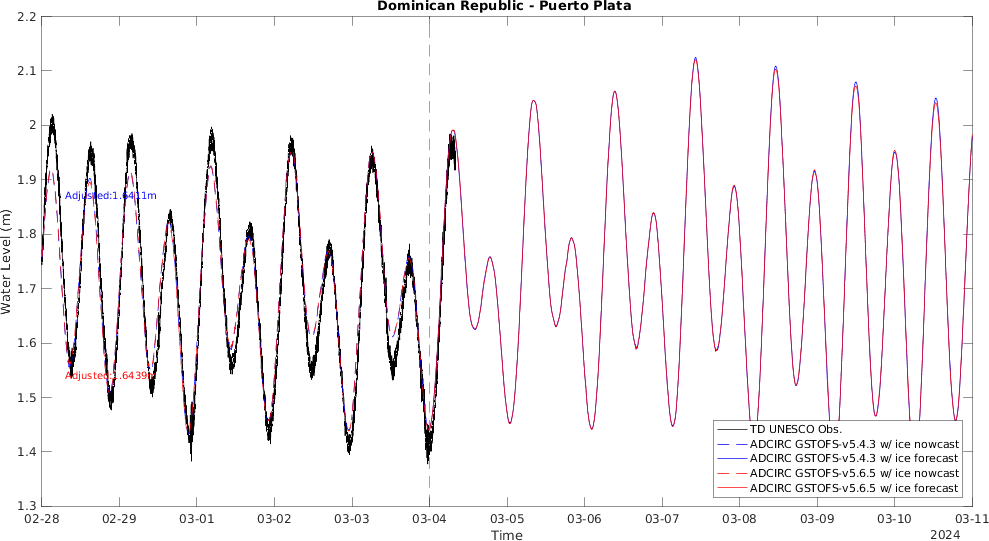 Dominican Republic - Puerto Plata
Water Level (m)
2.2
2.1
2
1.9
1.8
1.7
1.6
1.5
1.4
1.3
Adjusted:1.6411m
Adjusted:1.6439m
TD UNESCO Obs.
ADCIRC GSTOFS-v5.4.3 w/ ice nowcast
ADCIRC GSTOFS-v5.4.3 w/ ice forecast
ADCIRC GSTOFS-v5.6.5 w/ ice nowcast
ADCIRC GSTOFS-v5.6.5 w/ ice forecast
02-28 02-29 03-01 03-02 03-03 03-04 03-05 03-06 03-07 03-08 03-09 03-10 03-11
Time
2024